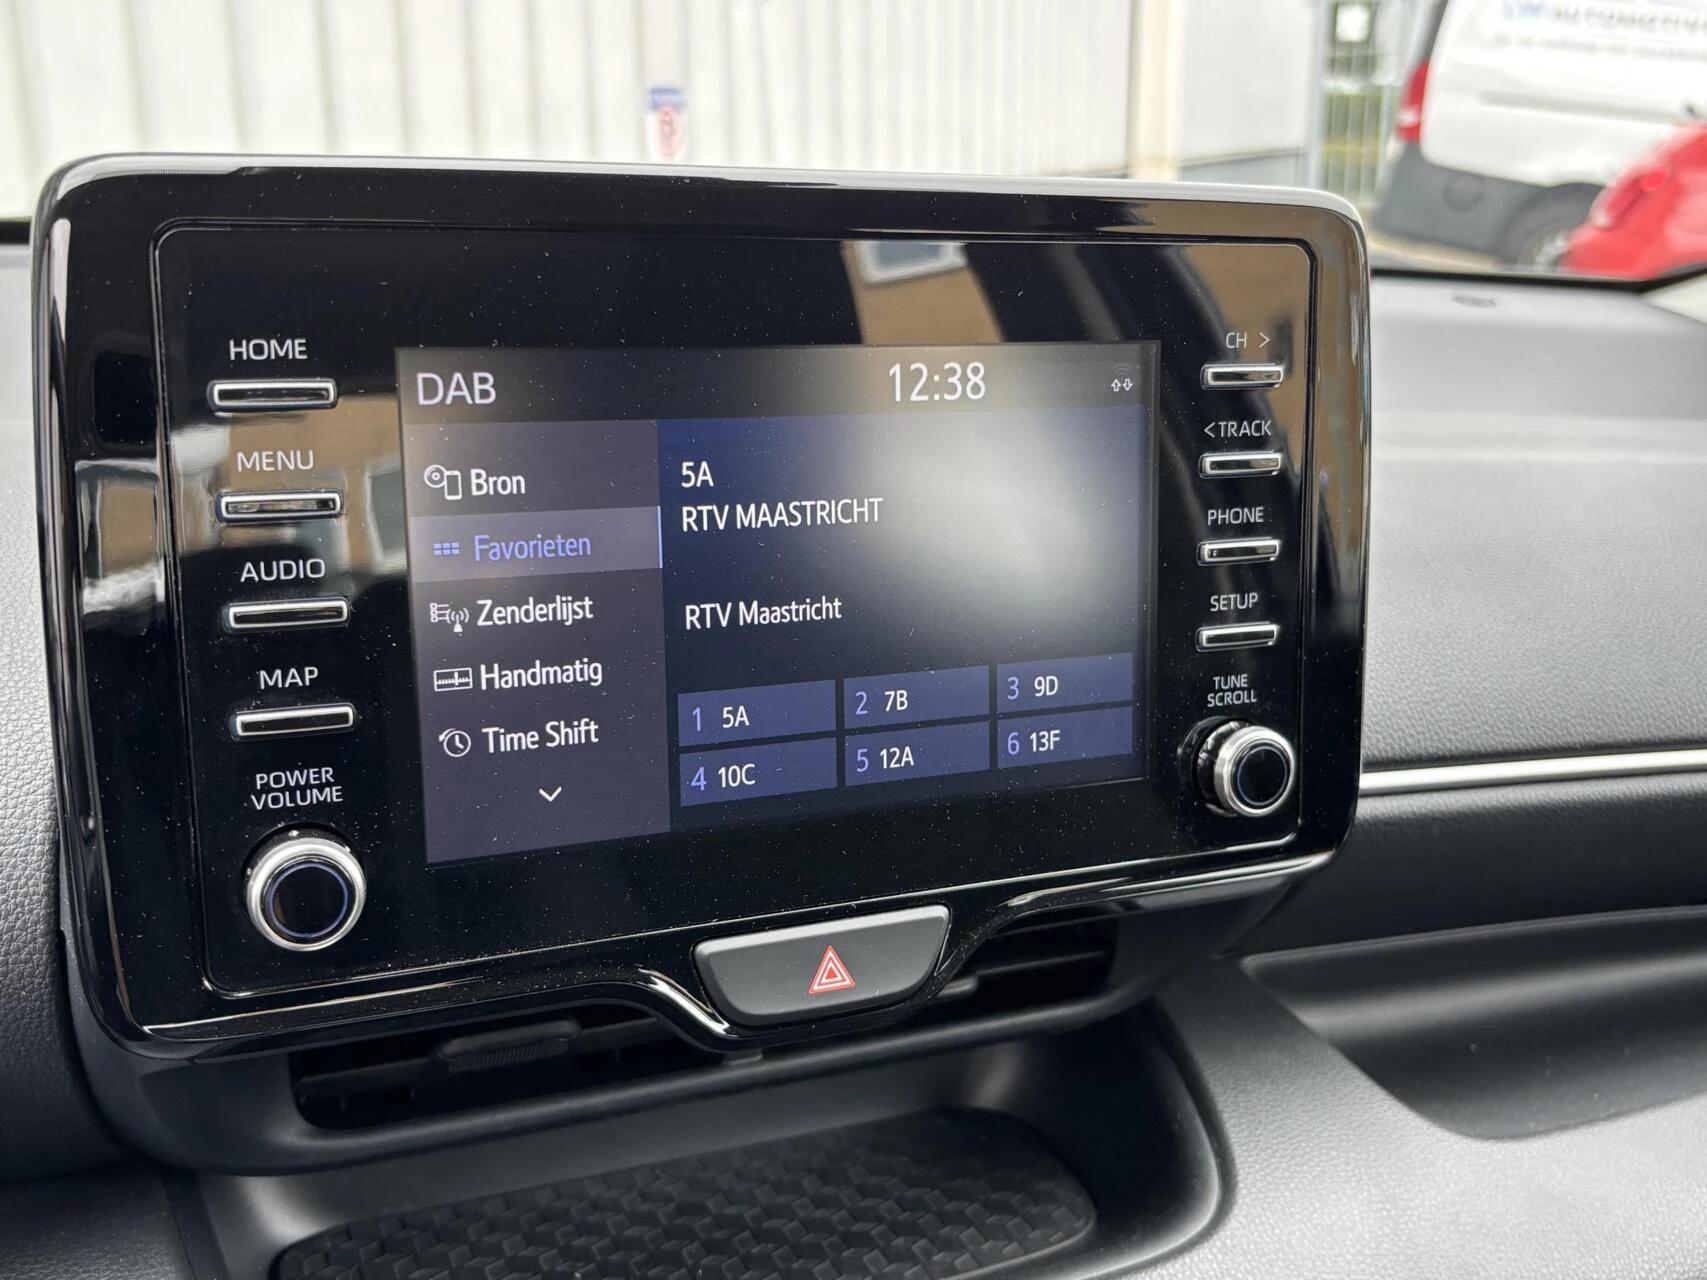 HOME
MENU
AUDIO
MAP
POWER
VOLUME
DAB
12:38
Bron
Favorieten
Zenderlijst
Handmatig
Time Shift
5A
RTV MAASTRICHT
RTV Maastricht
1 5A
2 7B
3 9D
4 10C
5 12A
6 13F
CH >
< TRACK
PHONE
SETUP
TUNE
SCROLL
AUTOMOTIVE